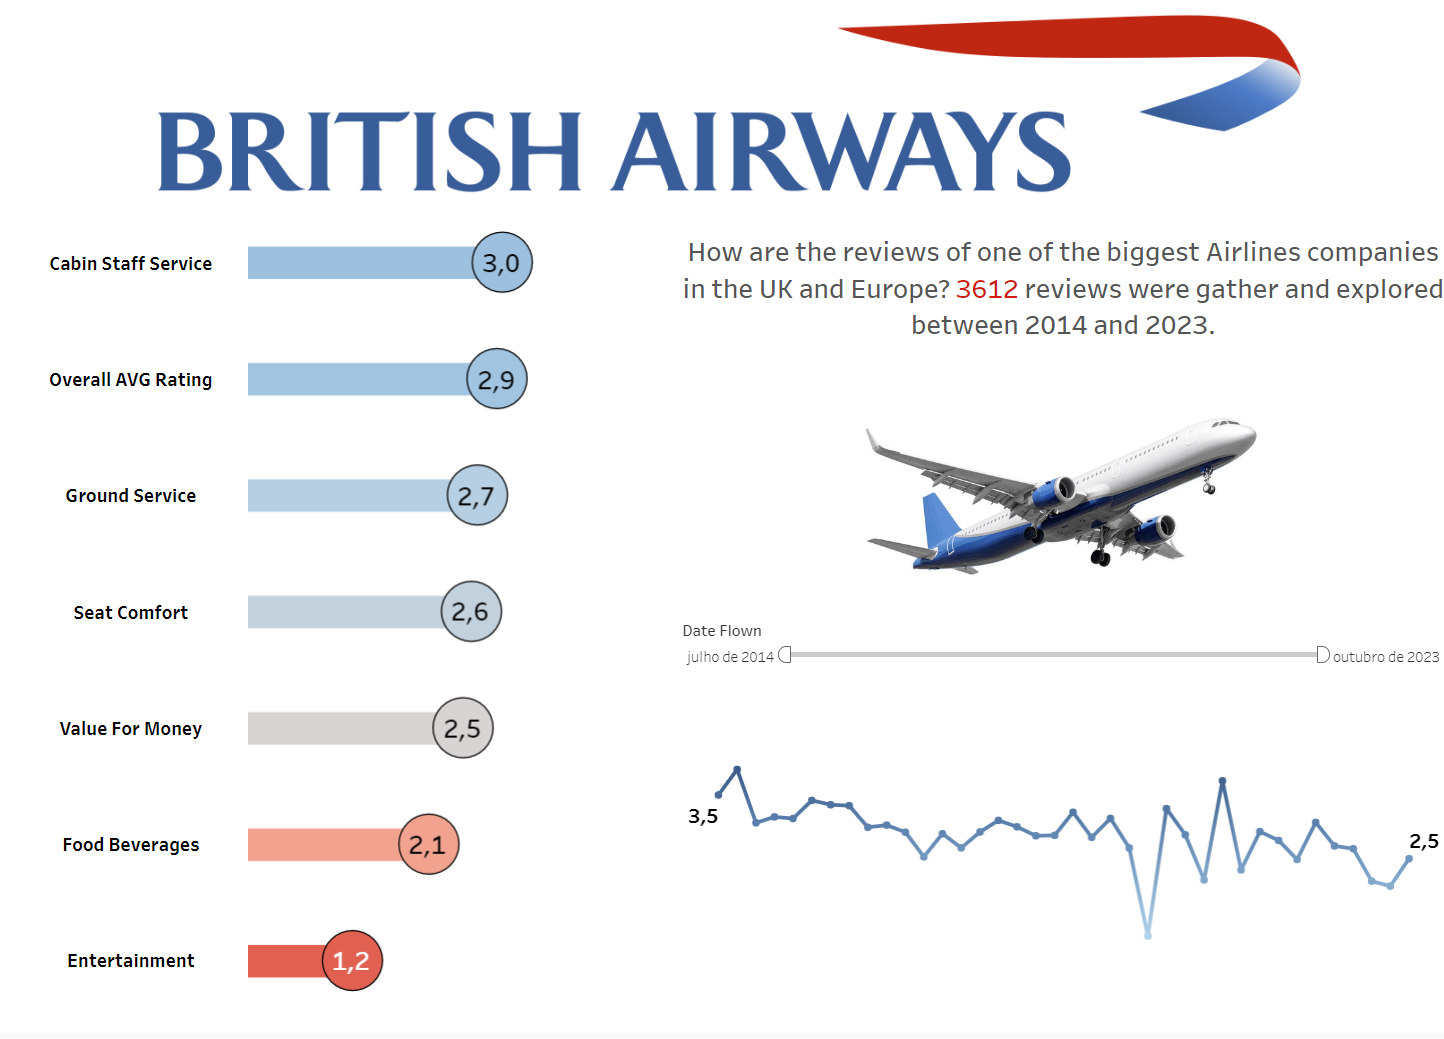 BRITISH AIRWAYS
How are the reviews of one of the biggest Airlines companies
in the UK and Europe? 3612 reviews were gather and explored
between 2014 and 2023.
Cabin Staff Service 3,0
Overall AVG Rating 2,9
Ground Service 2,7
Seat Comfort 2,6
Value For Money 2,5
Food Beverages 2,1
Entertainment 1,2
Date Flown
julho de 2014 outubro de 2023
3,5
2,5